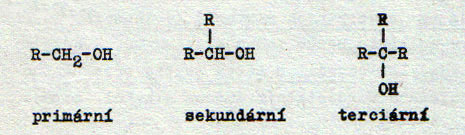 R
R
R-CH2-OH
R-CH-OH
R-C-R
OH
primární
sekundární
terciární